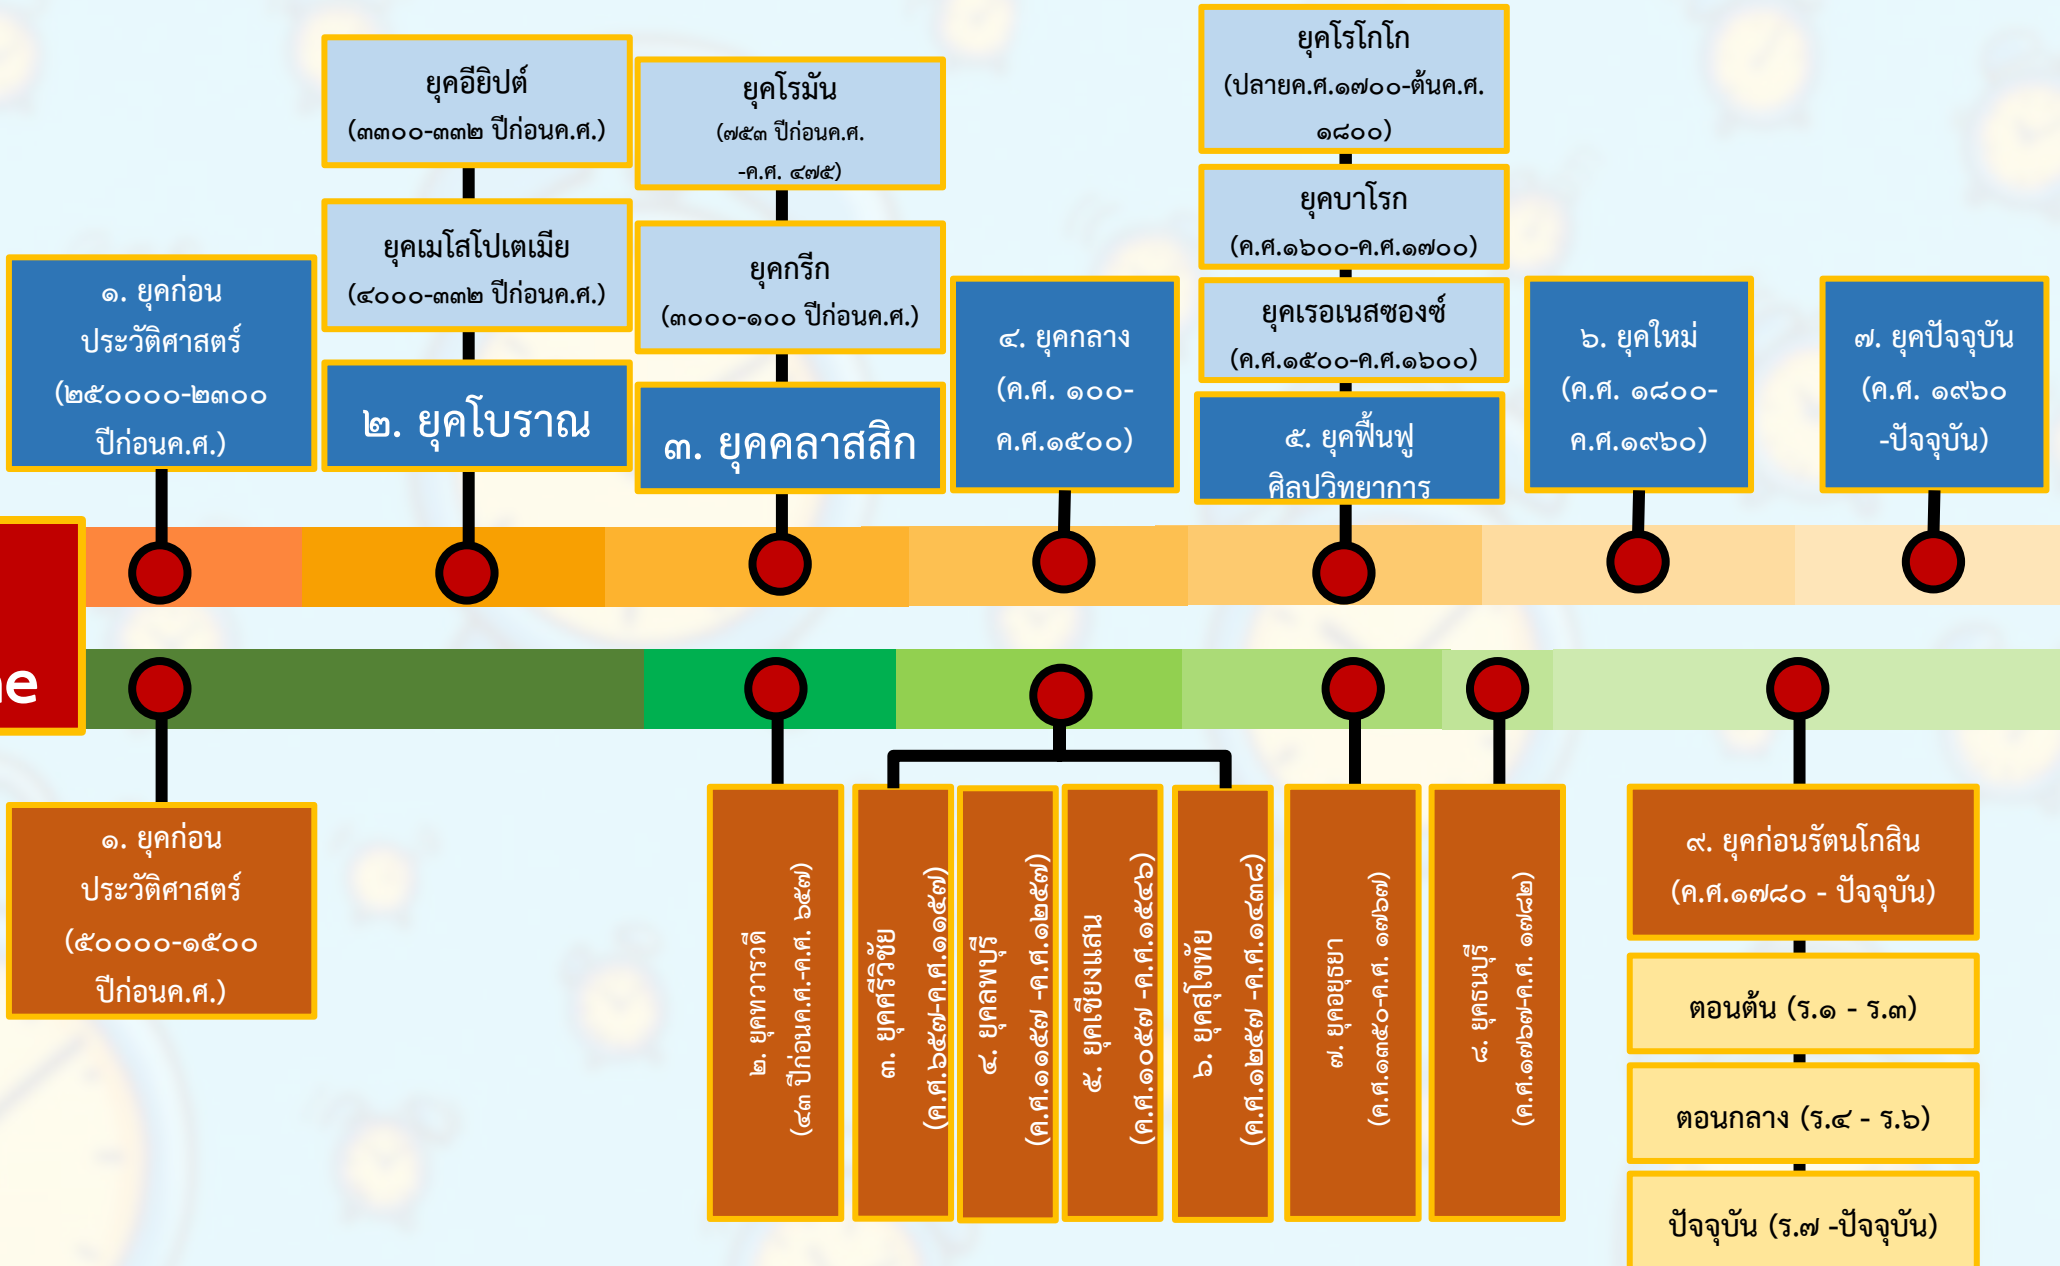 ยุคอียิปต์
(๓๓๐๐-๓๓๒ ปีก่อนค.ศ.)
ยุคเมโสโปเตเมีย
(๔๐๐๐-๓๓๒ ปีก่อนค.ศ.)
ยุคโรมัน
(๗๕๓ ปีก่อนค.ศ.
-ค.ศ. ๔๗๕)
ยุคกรีก
(๓๐๐๐-๑๐๐ ปีก่อนค.ศ.)
ยุคโรโกโก
(ปลายค.ศ.๑๗๐๐-ต้นค.ศ.
๑๘๐๐)
ยุคบาโรก
(ค.ศ.๑๖๐๐-ค.ศ.๑๗๐๐)
ยุคเรอเนสซองซ์
(ค.ศ.๑๕๐๐-ค.ศ.๑๖๐๐)
๑. ยุคก่อน
ประวัติศาสตร์
(๒๕๐๐๐๐-๒๓๐๐
ปีก่อนค.ศ.)
๒. ยุคโบราณ
๓. ยุคคลาสสิก
๔. ยุคกลาง
(ค.ศ. ๑๐๐-
ค.ศ.๑๕๐๐)
๕. ยุคฟื้นฟู
ศิลปวิทยาการ
๖. ยุคใหม่
(ค.ศ. ๑๘๐๐-
ค.ศ.๑๙๖๐)
๗. ยุคปัจจุบัน
(ค.ศ. ๑๙๖๐
-ปัจจุบัน)
๑. ยุคก่อน
ประวัติศาสตร์
(๕๐๐๐๐-๑๕๐๐
ปีก่อนค.ศ.)
๒. ยุคทวารวดี
(๔๓ ปีก่อนค.ศ.-ค.ศ. ๖๕๗)
๓. ยุคศรีวิชัย
(ค.ศ.๖๕๗-ค.ศ.๑๑๕๗)
๔. ยุคลพบุรี
(ค.ศ.๑๑๕๗ -ค.ศ.๑๒๕๗)
๕. ยุคเชียงแสน
(ค.ศ.๑๐๕๗ -ค.ศ.๑๕๔๖)
๖. ยุคสุโขทัย
(ค.ศ.๑๒๕๗ -ค.ศ.๑๔๓๘)
๗. ยุคอยุธยา
(ค.ศ.๑๓๕๐-ค.ศ. ๑๗๖๗)
๘. ยุคธนบุรี
(ค.ศ.๑๗๖๗-ค.ศ. ๑๗๘๒)
๙. ยุคก่อนรัตนโกสิน
(ค.ศ.๑๗๘๐ - ปัจจุบัน)
ตอนต้น (ร.๑ - ร.๓)
ตอนกลาง (ร.๔ - ร.๖)
ปัจจุบัน (ร.๗ -ปัจจุบัน)